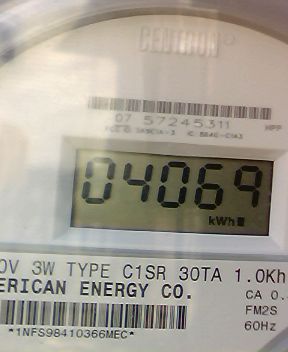 CENTRON
07 57245311
04069
kWh
0V 3W TYPE C1SR 30TA 1.0Kh
ERICAN ENERGY CO.
CA 0.
FM2S
*1NFS98410366MEC*
60Hz